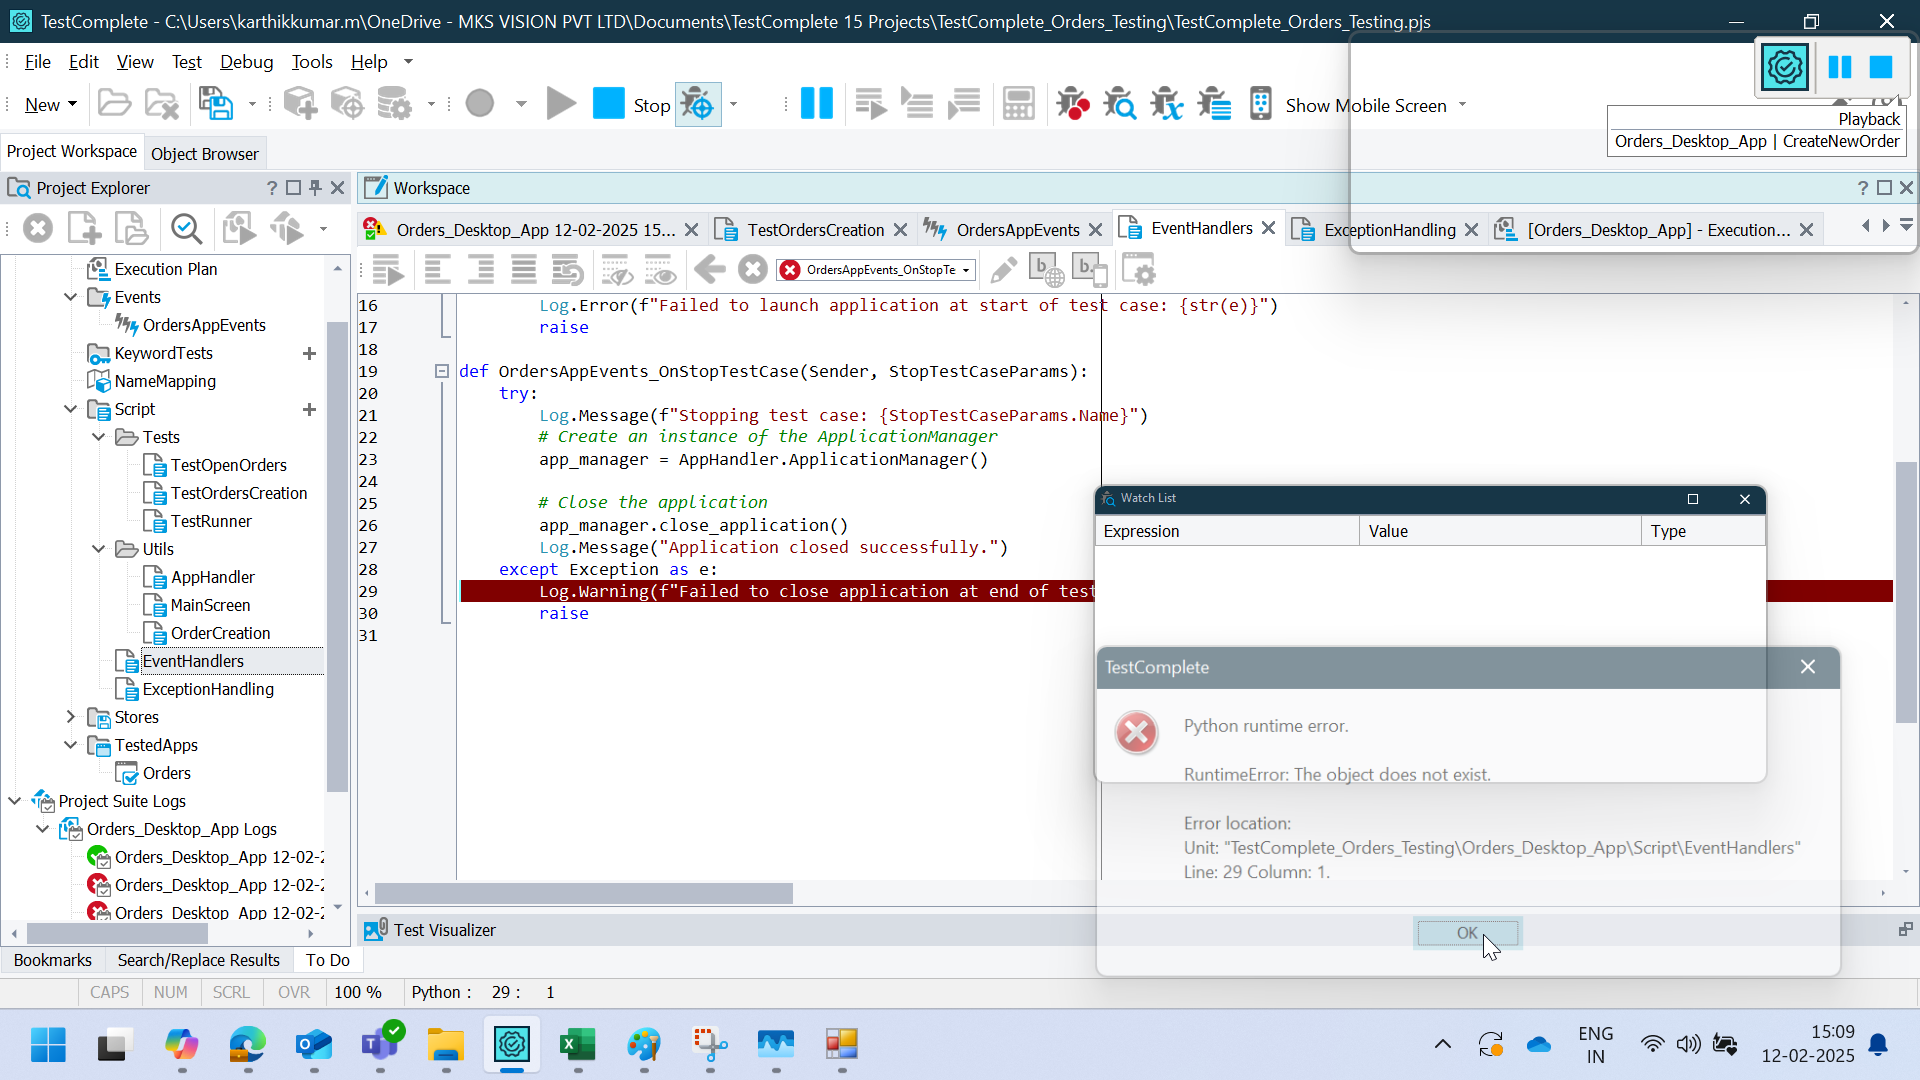 TestComplete - C:\Users\karthikkumar.m\OneDrive - MKS VISION PVT LTD\Documents\TestComplete 15 Projects\TestComplete_Orders_Testing\TestComplete_Orders_Testing.pjs
File Edit View Test Debug Tools Help
New Stop Show Mobile Screen
Playback
Orders_Desktop_App | CreateNewOrder
Project Workspace Object Browser
Project Explorer
Workspace
Orders_Desktop_App 12-02-2025 15... TestOrdersCreation OrdersAppEvents EventHandlers ExceptionHandling [Orders_Desktop_App] - Execution...
OrdersAppEvents_OnStopTe
Execution Plan
Events
OrdersAppEvents
KeywordTests
NameMapping
Script
Tests
TestOpenOrders
TestOrdersCreation
TestRunner
Utils
AppHandler
MainScreen
OrderCreation
EventHandlers
ExceptionHandling
Stores
TestedApps
Orders
Project Suite Logs
Orders_Desktop_App Logs
Orders_Desktop_App 12-02-2
Orders_Desktop_App 12-02-2
Orders_Desktop_App 12-02-2
16 Log.Error(f"Failed to launch application at start of test case: {str(e)}")
17 raise
18
19 def OrdersAppEvents_OnStopTestCase(Sender, StopTestCaseParams):
20 try:
21 Log.Message(f"Stopping test case: {StopTestCaseParams.Name}")
22 # Create an instance of the ApplicationManager
23 app_manager = AppHandler.ApplicationManager()
24
25 # Close the application
26 app_manager.close_application()
27 Log.Message("Application closed successfully.")
28 except Exception as e:
29 Log.Warning(f"Failed to close application at end of test
30 raise
31
Watch List
Expression Value Type
TestComplete
Python runtime error.
RuntimeError: The object does not exist.
Error location:
Unit: "TestComplete_Orders_Testing\Orders_Desktop_App\Script\EventHandlers"
Line: 29 Column: 1.
OK
Test Visualizer
Bookmarks Search/Replace Results To Do
CAPS NUM SCRL OVR 100 % Python : 29 : 1
ENG
IN
15:09
12-02-2025